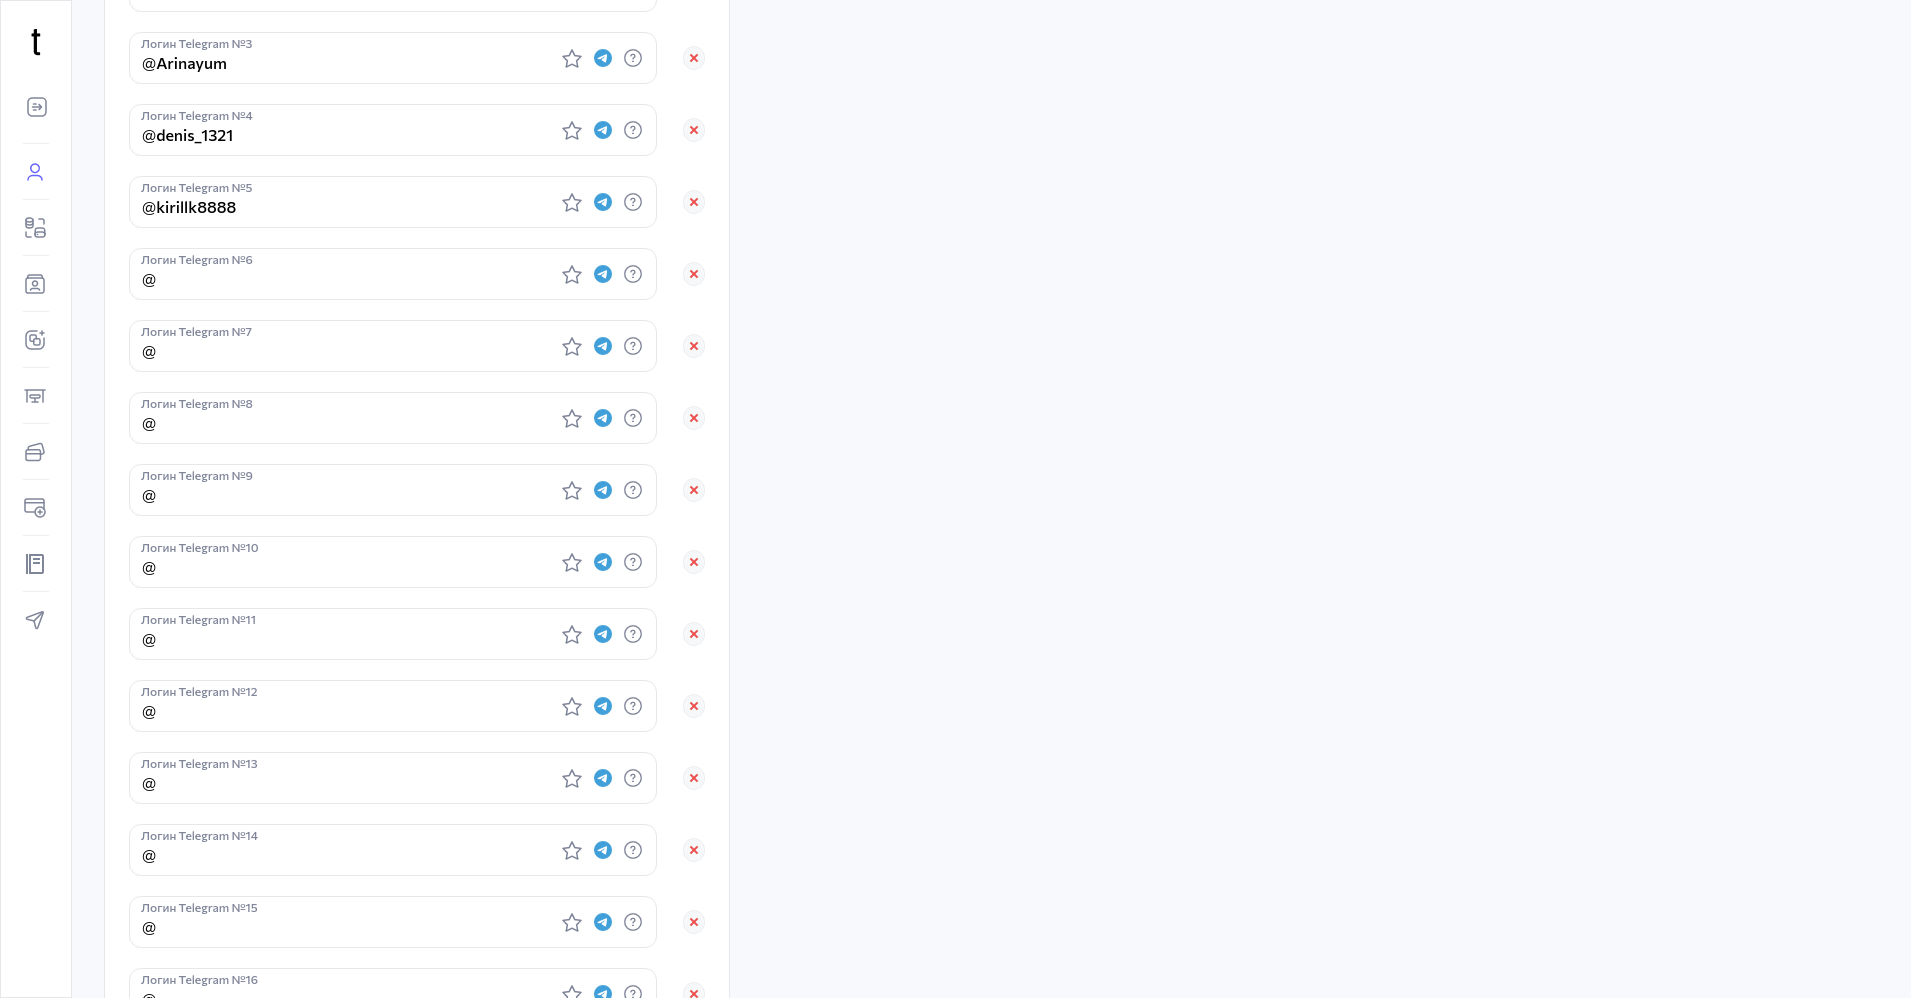 t
Логин Telegram №3
@Arinayum
Логин Telegram №4
@denis_1321
Логин Telegram №5
@kirillk8888
Логин Telegram №6
@
Логин Telegram №7
@
Логин Telegram №8
@
Логин Telegram №9
@
Логин Telegram №10
@
Логин Telegram №11
@
Логин Telegram №12
@
Логин Telegram №13
@
Логин Telegram №14
@
Логин Telegram №15
@
Логин Telegram №16
@